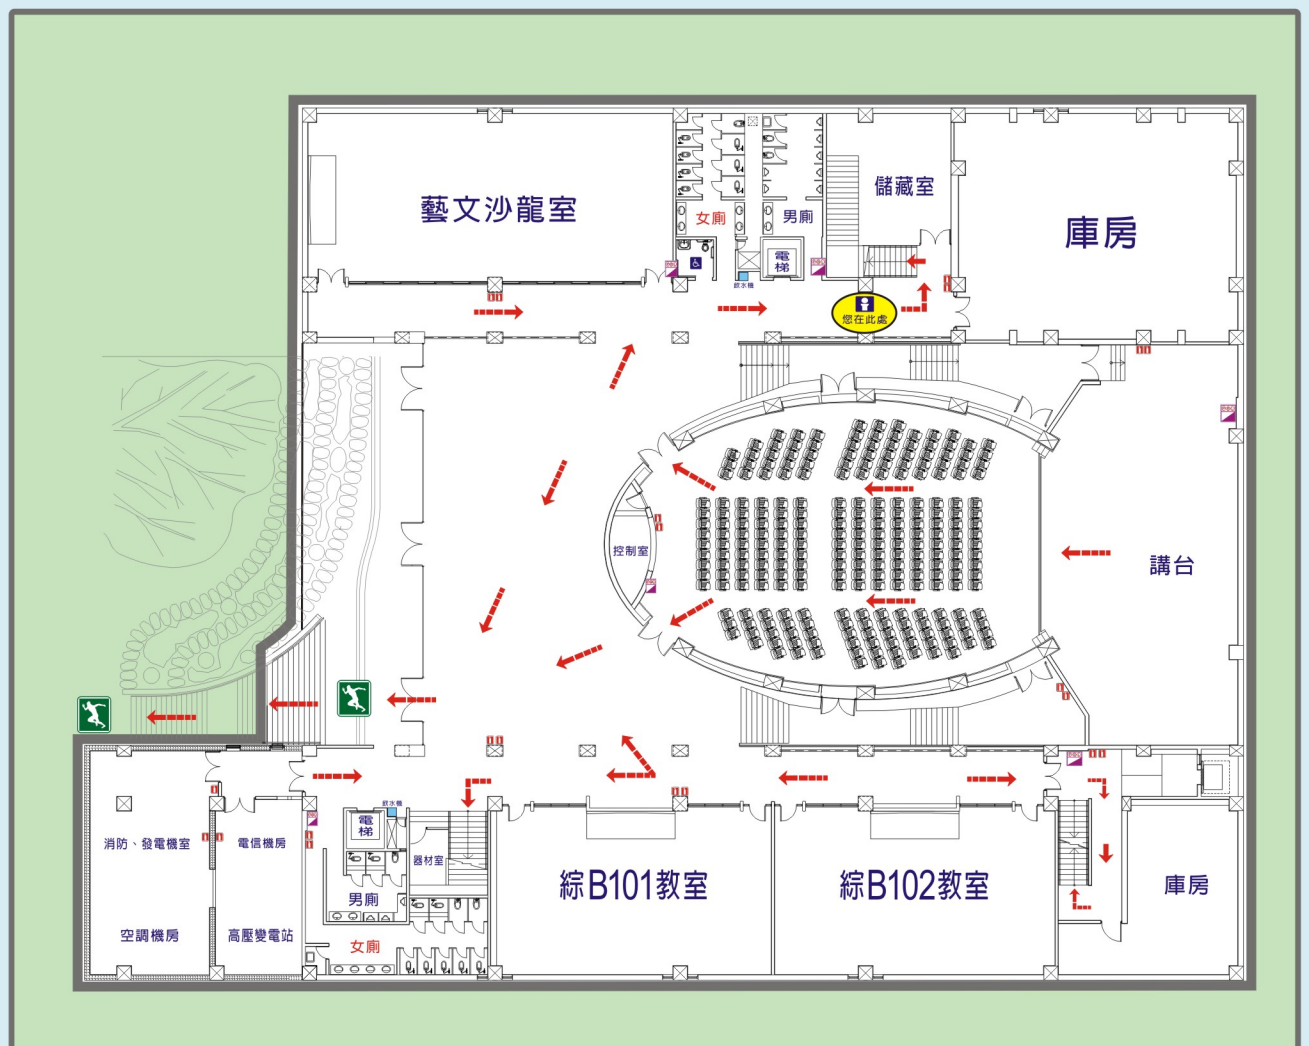 藝文沙龍室
女廁
男廁
電梯
飲水機
儲藏室
庫房
您在此處
控制室
講台
消防、發電機室
電信機房
空調機房
高壓變電站
飲水機
電梯
器材室
男廁
女廁
綜B101教室
綜B102教室
庫房